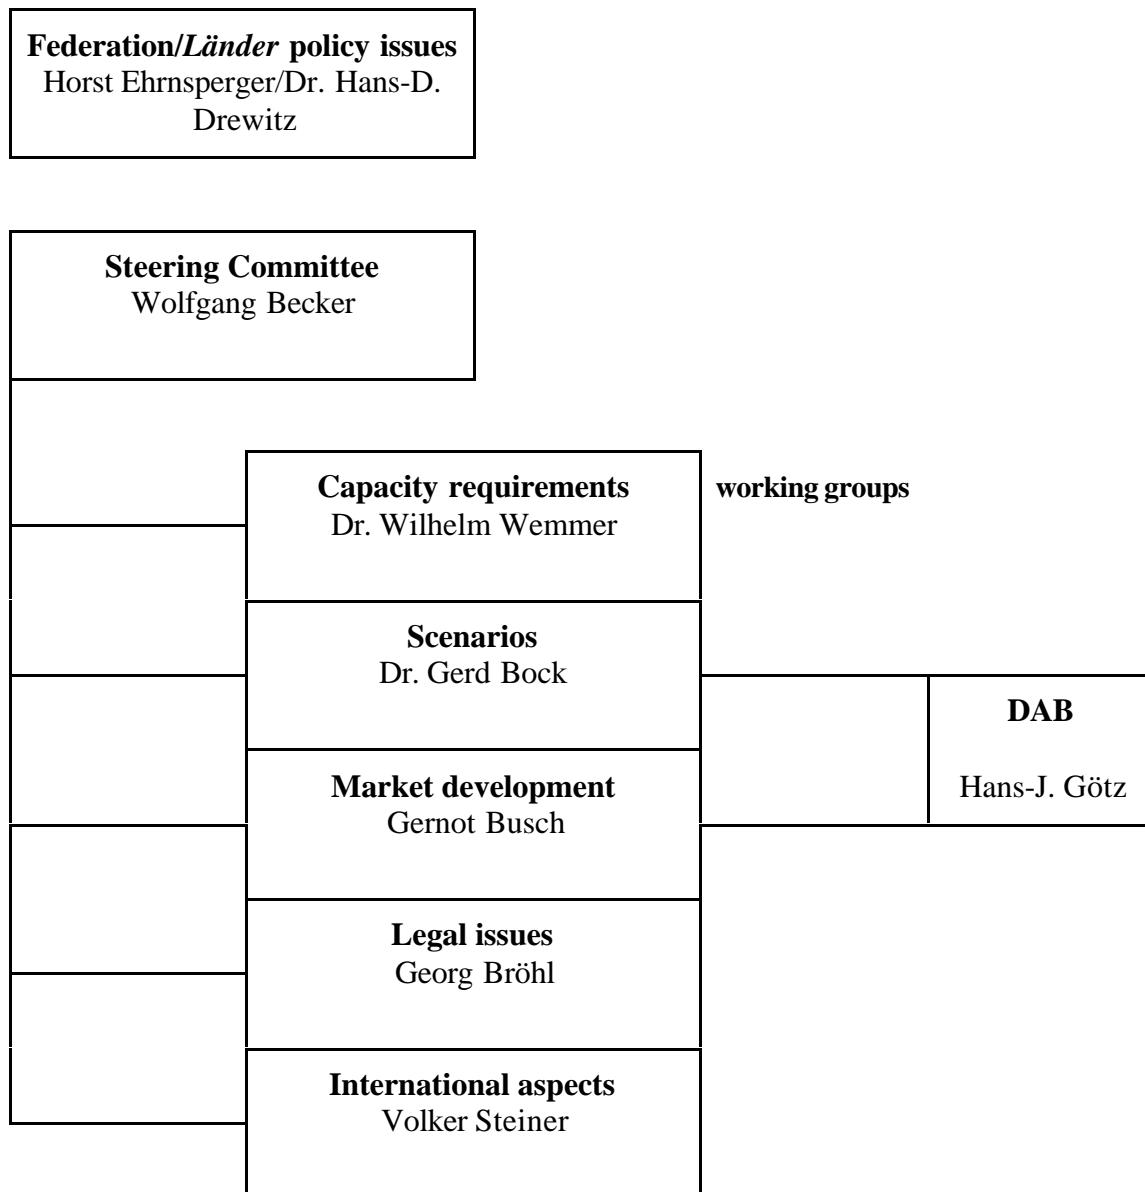 Federation/Länder policy issues
Horst Ehrnsperger/Dr. Hans-D.
Drewitz
Steering Committee
Wolfgang Becker
Capacity requirements
Dr. Wilhelm Wemmer
working groups
Scenarios
Dr. Gerd Bock
DAB
Hans-J. Götz
Market development
Gernot Busch
Legal issues
Georg Bröhl
International aspects
Volker Steiner